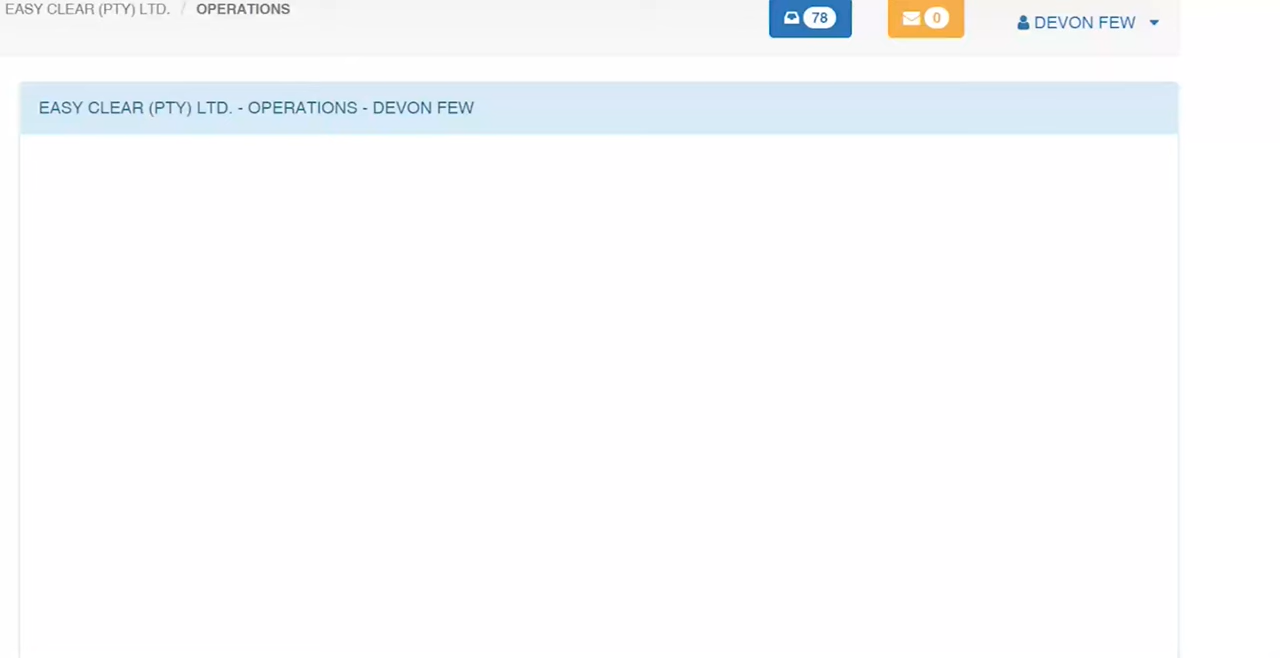 EASY CLEAR (PTY) LTD. / OPERATIONS
78
0
DEVON FEW
EASY CLEAR (PTY) LTD. - OPERATIONS - DEVON FEW